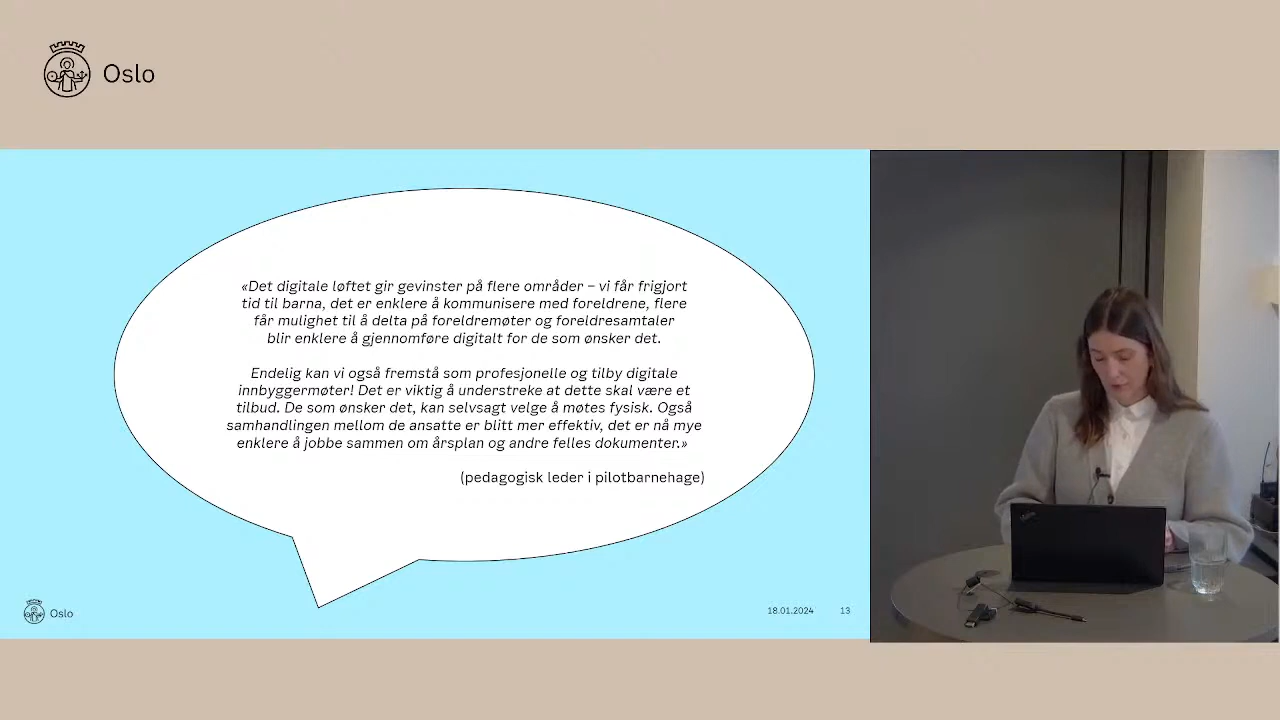 Oslo
«Det digitale løftet gir gevinster på flere områder – vi får frigjort
tid til barna, det er enklere å kommunisere med foreldrene, flere
får mulighet til å delta på foreldremøter og foreldresamtaler
blir enklere å gjennomføre digitalt for de som ønsker det.
Endelig kan vi også fremstå som profesjonelle og tilby digitale
innbyggermøter! Det er viktig å understreke at dette skal være et
tilbud. De som ønsker det, kan selvsagt velge å møtes fysisk. Også
samhandlingen mellom de ansatte er blitt mer effektiv, det er nå mye
enklere å jobbe sammen om årsplan og andre felles dokumenter.»
(pedagogisk leder i pilotbarnehage)
Oslo
18.01.2024
13